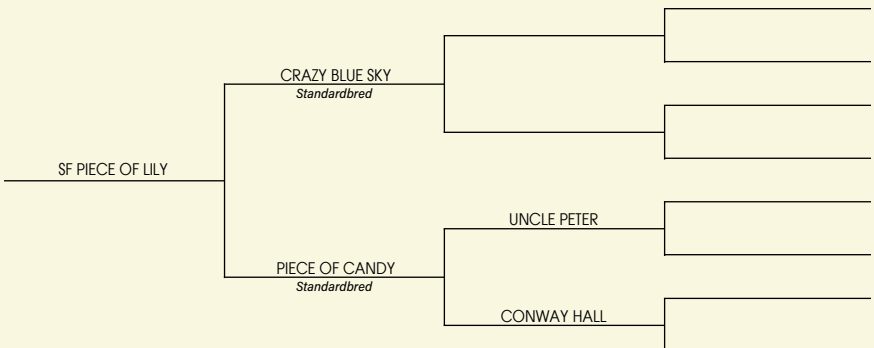 CRAZY BLUE SKY
Standardbred
SF PIECE OF LILY
UNCLE PETER
PIECE OF CANDY
Standardbred
CONWAY HALL